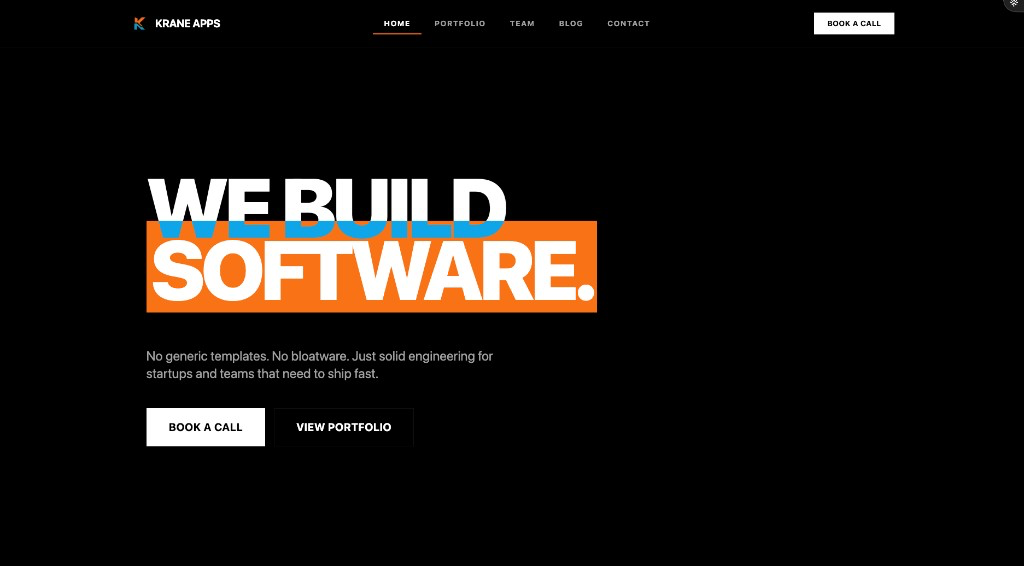 KRANE APPS
HOME
PORTFOLIO
TEAM
BLOG
CONTACT
BOOK A CALL
WE BUILD
SOFTWARE.
No generic templates. No bloatware. Just solid engineering for
startups and teams that need to ship fast.
BOOK A CALL
VIEW PORTFOLIO